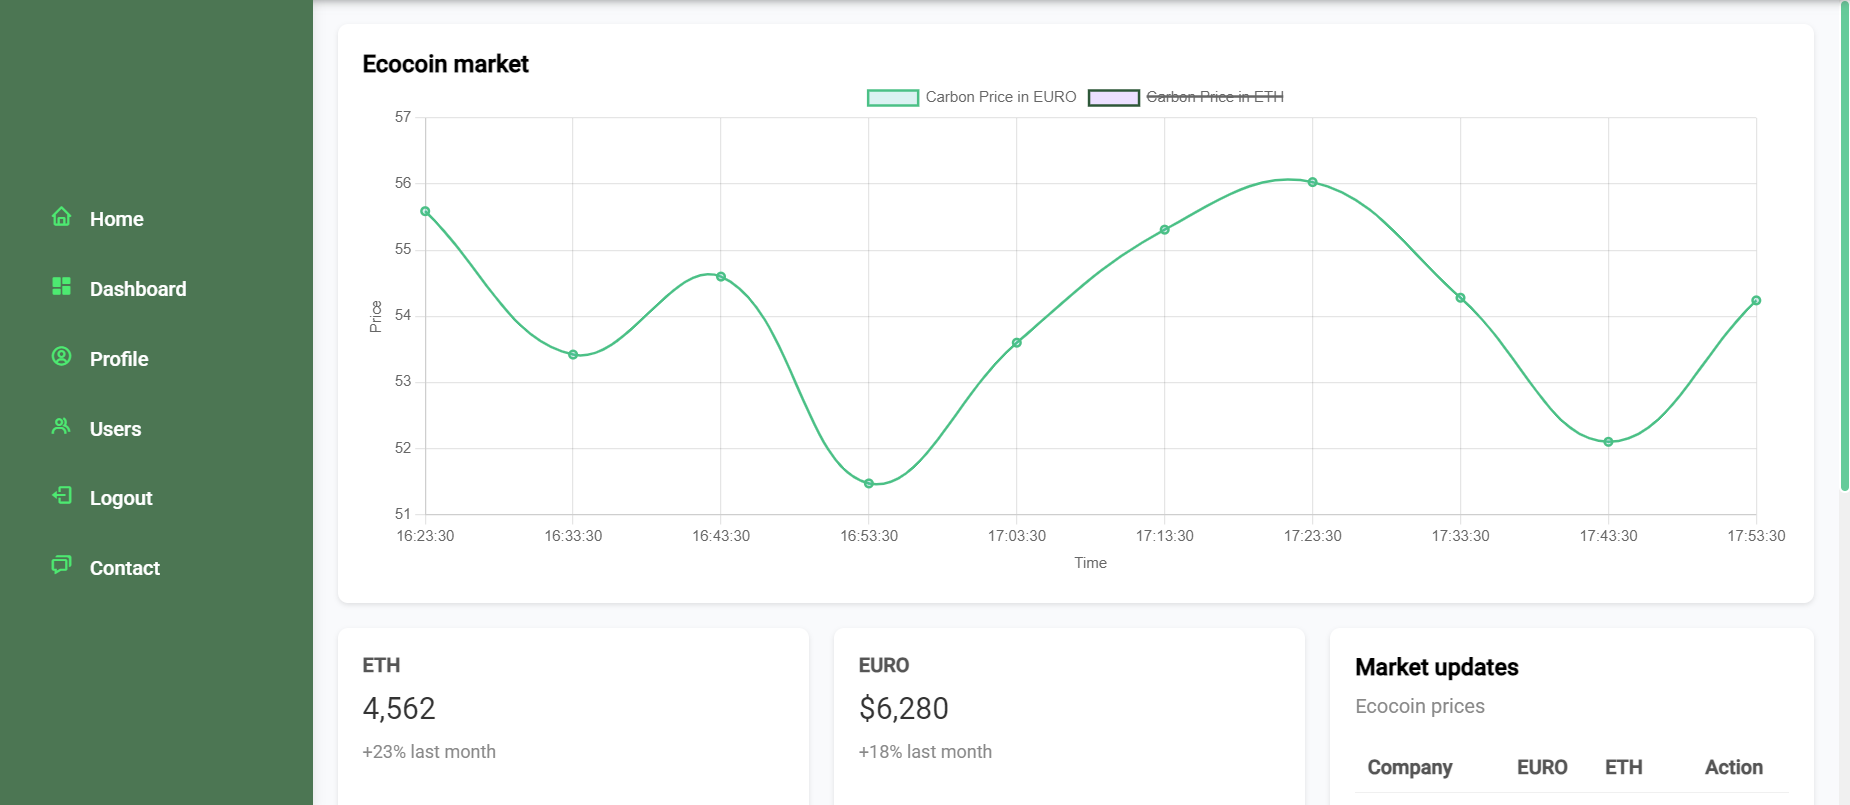 Home
Dashboard
Profile
Users
Logout
Contact
Ecocoin market
Carbon Price in EURO Carbon Price in ETH
57
56
55
54
53
52
51
Price
16:23:30 16:33:30 16:43:30 16:53:30 17:03:30 17:13:30 17:23:30 17:33:30 17:43:30 17:53:30
Time
ETH
4,562
+23% last month
EURO
$6,280
+18% last month
Market updates
Ecocoin prices
Company EURO ETH Action